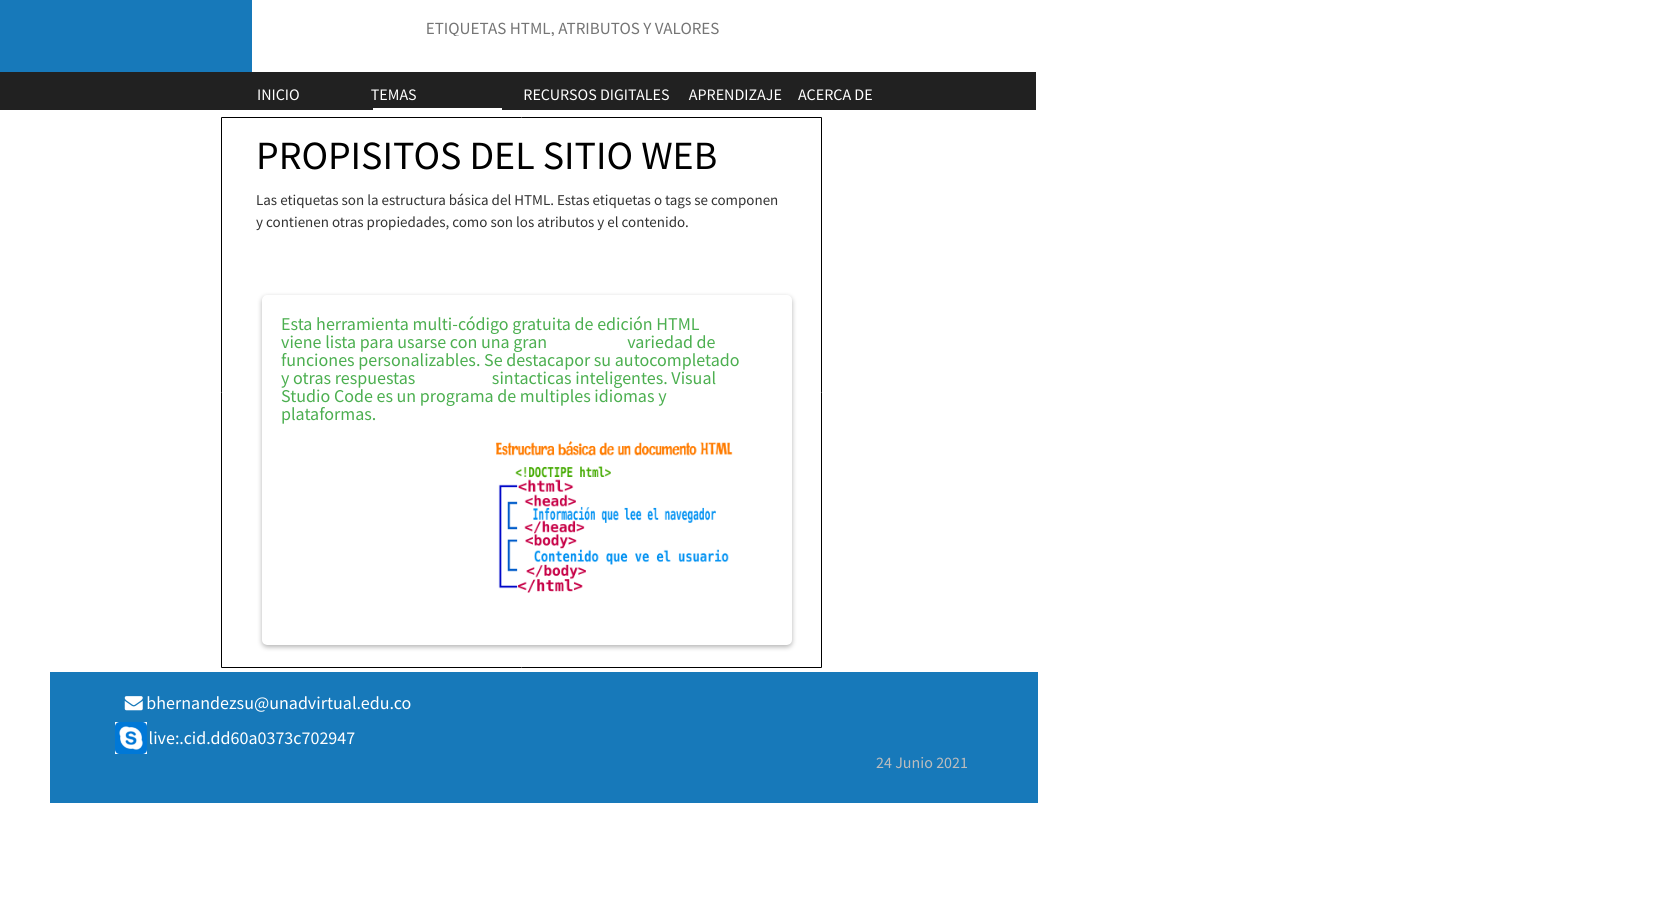 ETIQUETAS HTML, ATRIBUTOS Y VALORES
INICIO TEMAS RECURSOS DIGITALES APRENDIZAJE ACERCA DE
PROPISITOS DEL SITIO WEB
Las etiquetas son la estructura básica del HTML. Estas etiquetas o tags se componen
y contienen otras propiedades, como son los atributos y el contenido.
Esta herramienta multi-código gratuita de edición HTML
viene lista para usarse con una gran variedad de
funciones personalizables. Se destacapor su autocompletado
y otras respuestas sintacticas inteligentes. Visual
Studio Code es un programa de multiples idiomas y
plataformas.
Estructura básica de un documento HTML
<!DOCTIPE html>
<html>
<head>
Información que lee el navegador
</head>
<body>
Contenido que ve el usuario
</body>
</html>
bhernandezsu@unadvirtual.edu.co
live:.cid.dd60a0373c702947
24 Junio 2021